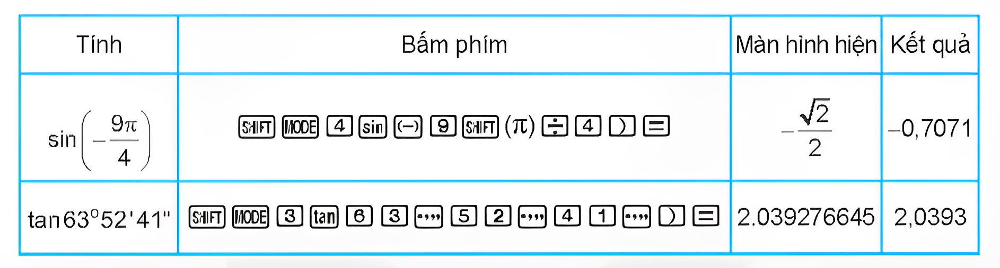 Tính Bấm phím Màn hình hiện Kết quả
sin(−9π/4) SHIFT MODE 4 sin (−) 9 SHIFT (π) ÷ 4 ) = −√2/2 −0,7071
tan63°52'41" SHIFT MODE 3 tan 6 3 °,,, 5 2 °,,, 4 1 °,,, ) = 2.039276645 2,0393